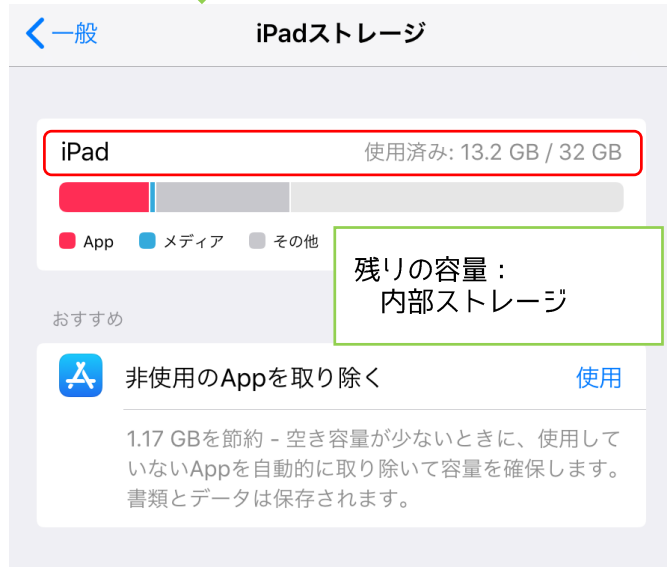 一般
iPadストレージ
iPad
使用済み: 13.2 GB / 32 GB
App
メディア
その他
残りの容量：
内部ストレージ
おすすめ
非使用のAppを取り除く
使用
1.17 GBを節約 - 空き容量が少ないときに、使用して
いないAppを自動的に取り除いて容量を確保します。
書類とデータは保存されます。